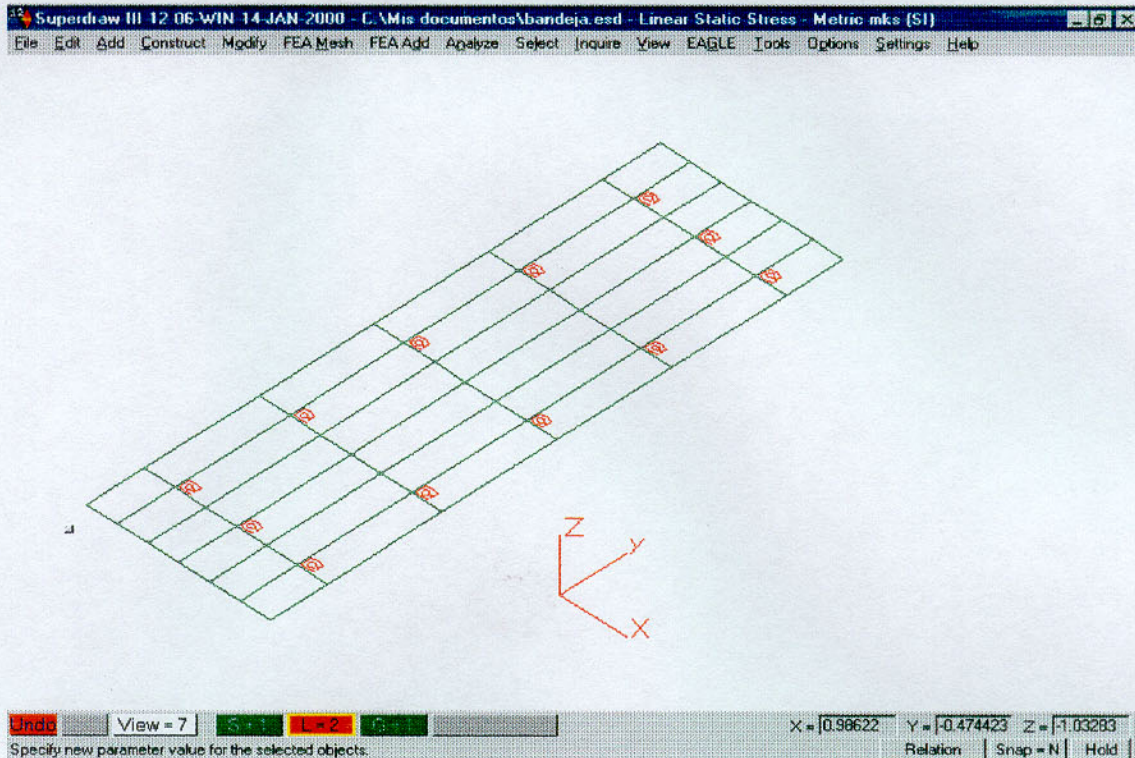 Superdraw III 12.06-WIN 14-JAN-2000 - C:\Mis documentos\bandeja.esd - Linear Static Stress - Metric mks (SI)
File Edit Add Construct Modify FEA Mesh FEA Add Analyze Select Inquire View EAGLE Tools Options Settings Help
Z
y
X
Undo View = 7 S = 1 L = 2 X = 0.98622 Y = -0.474423 Z = -1.03283
Specify new parameter value for the selected objects. Relation Snap = N Hold